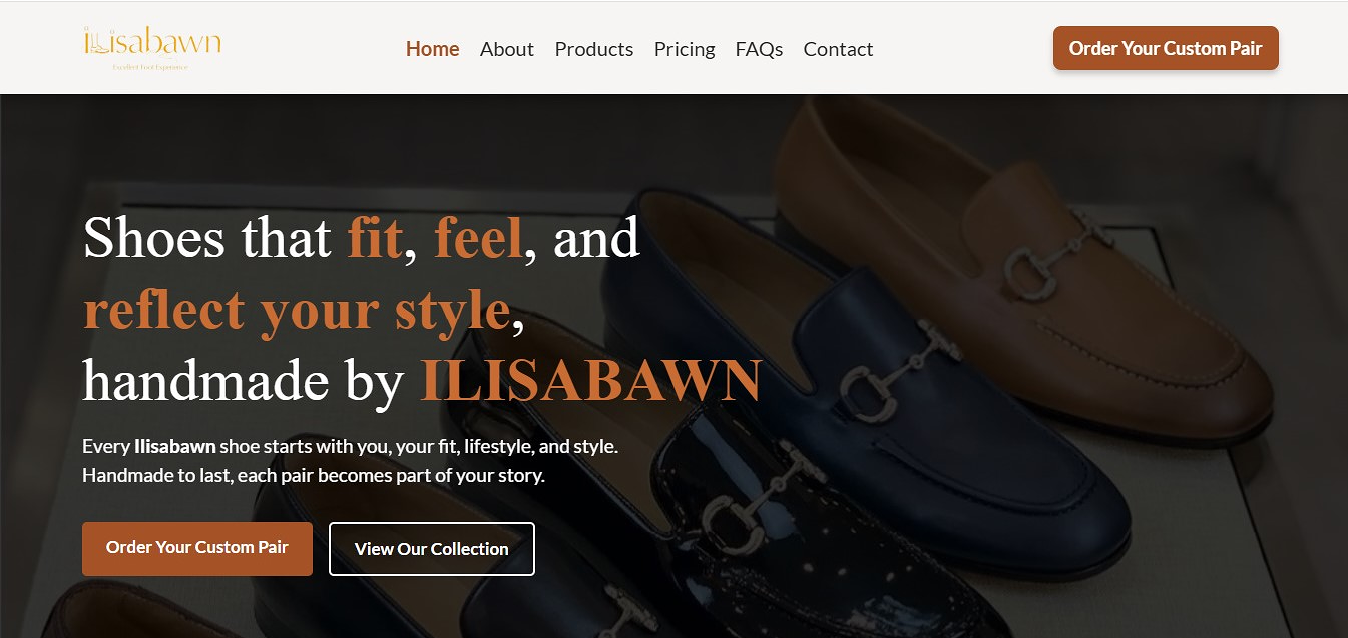 iLisabawn
Excellent Foot Experience
Home About Products Pricing FAQs Contact
Order Your Custom Pair
Shoes that fit, feel, and
reflect your style,
handmade by ILISABAWN
Every Ilisabawn shoe starts with you, your fit, lifestyle, and style.
Handmade to last, each pair becomes part of your story.
Order Your Custom Pair
View Our Collection